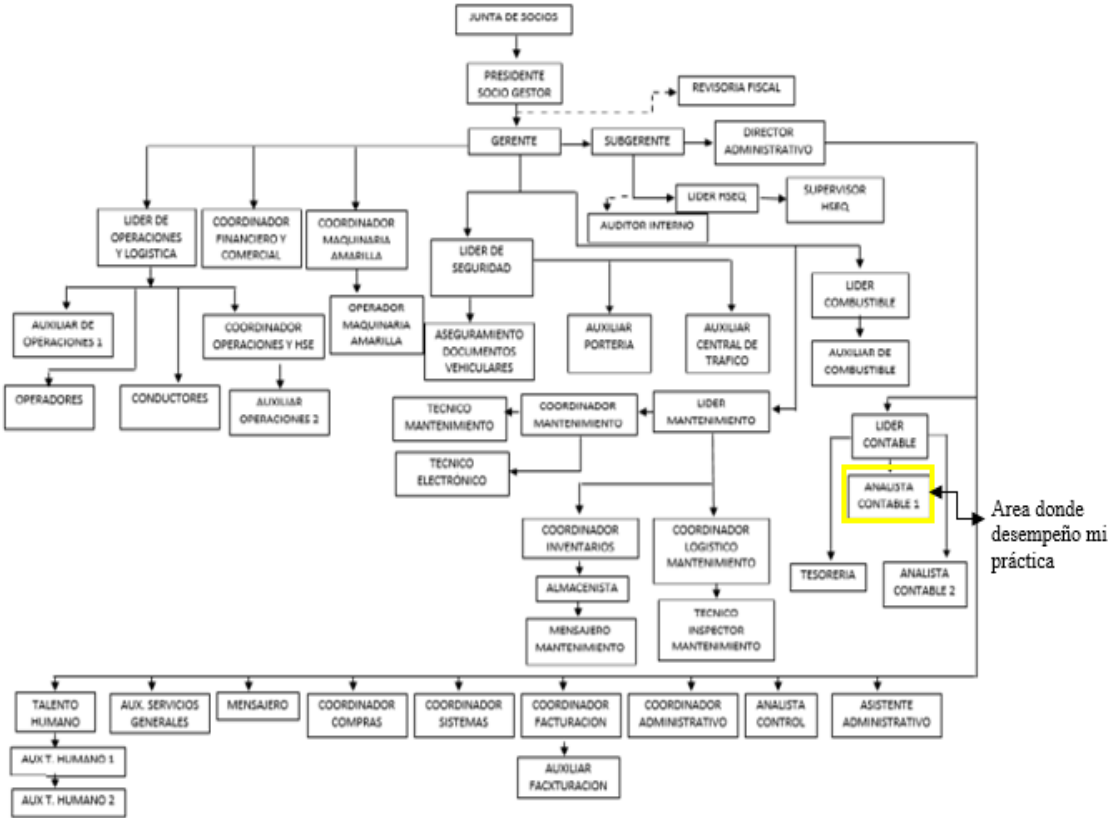 JUNTA DE SOCIOS
PRESIDENTE
SOCIO GESTOR
REVISORIA FISCAL
GERENTE
SUBGERENTE
DIRECTOR
ADMINISTRATIVO
LIDER HSEQ
SUPERVISOR
HSEQ
AUDITOR INTERNO
LIDER DE
OPERACIONES
Y LOGISTICA
COORDINADOR
FINANCIERO Y
COMERCIAL
COORDINADOR
MAQUINARIA
AMARILLA
LIDER DE
SEGURIDAD
LIDER
COMBUSTIBLE
AUXILIAR DE
OPERACIONES 1
COORDINADOR
OPERACIONES Y HSE
OPERADOR
MAQUINARIA
AMARILLA
ASEGURAMIENTO
DOCUMENTOS
VEHICULARES
AUXILIAR
PORTERIA
AUXILIAR
CENTRAL DE
TRAFICO
AUXILIAR DE
COMBUSTIBLE
OPERADORES
CONDUCTORES
AUXILIAR
OPERACIONES 2
TECNICO
MANTENIMIENTO
COORDINADOR
MANTENIMIENTO
LIDER
MANTENIMIENTO
LIDER
CONTABLE
TECNICO
ELECTRÓNICO
ANALISTA
CONTABLE 1
Area donde
desempeño mi
práctica
COORDINADOR
INVENTARIOS
COORDINADOR
LOGISTICO
MANTENIMIENTO
TESORERIA
ANALISTA
CONTABLE 2
ALMACENISTA
MENSAJERO
MANTENIMIENTO
TECNICO
INSPECTOR
MANTENIMIENTO
TALENTO
HUMANO
AUX. SERVICIOS
GENERALES
MENSAJERO
COORDINADOR
COMPRAS
COORDINADOR
SISTEMAS
COORDINADOR
FACTURACION
COORDINADOR
ADMINISTRATIVO
ANALISTA
CONTROL
ASISTENTE
ADMINISTRATIVO
AUX T. HUMANO 1
AUXILIAR
FACXTURACION
AUX T. HUMANO 2